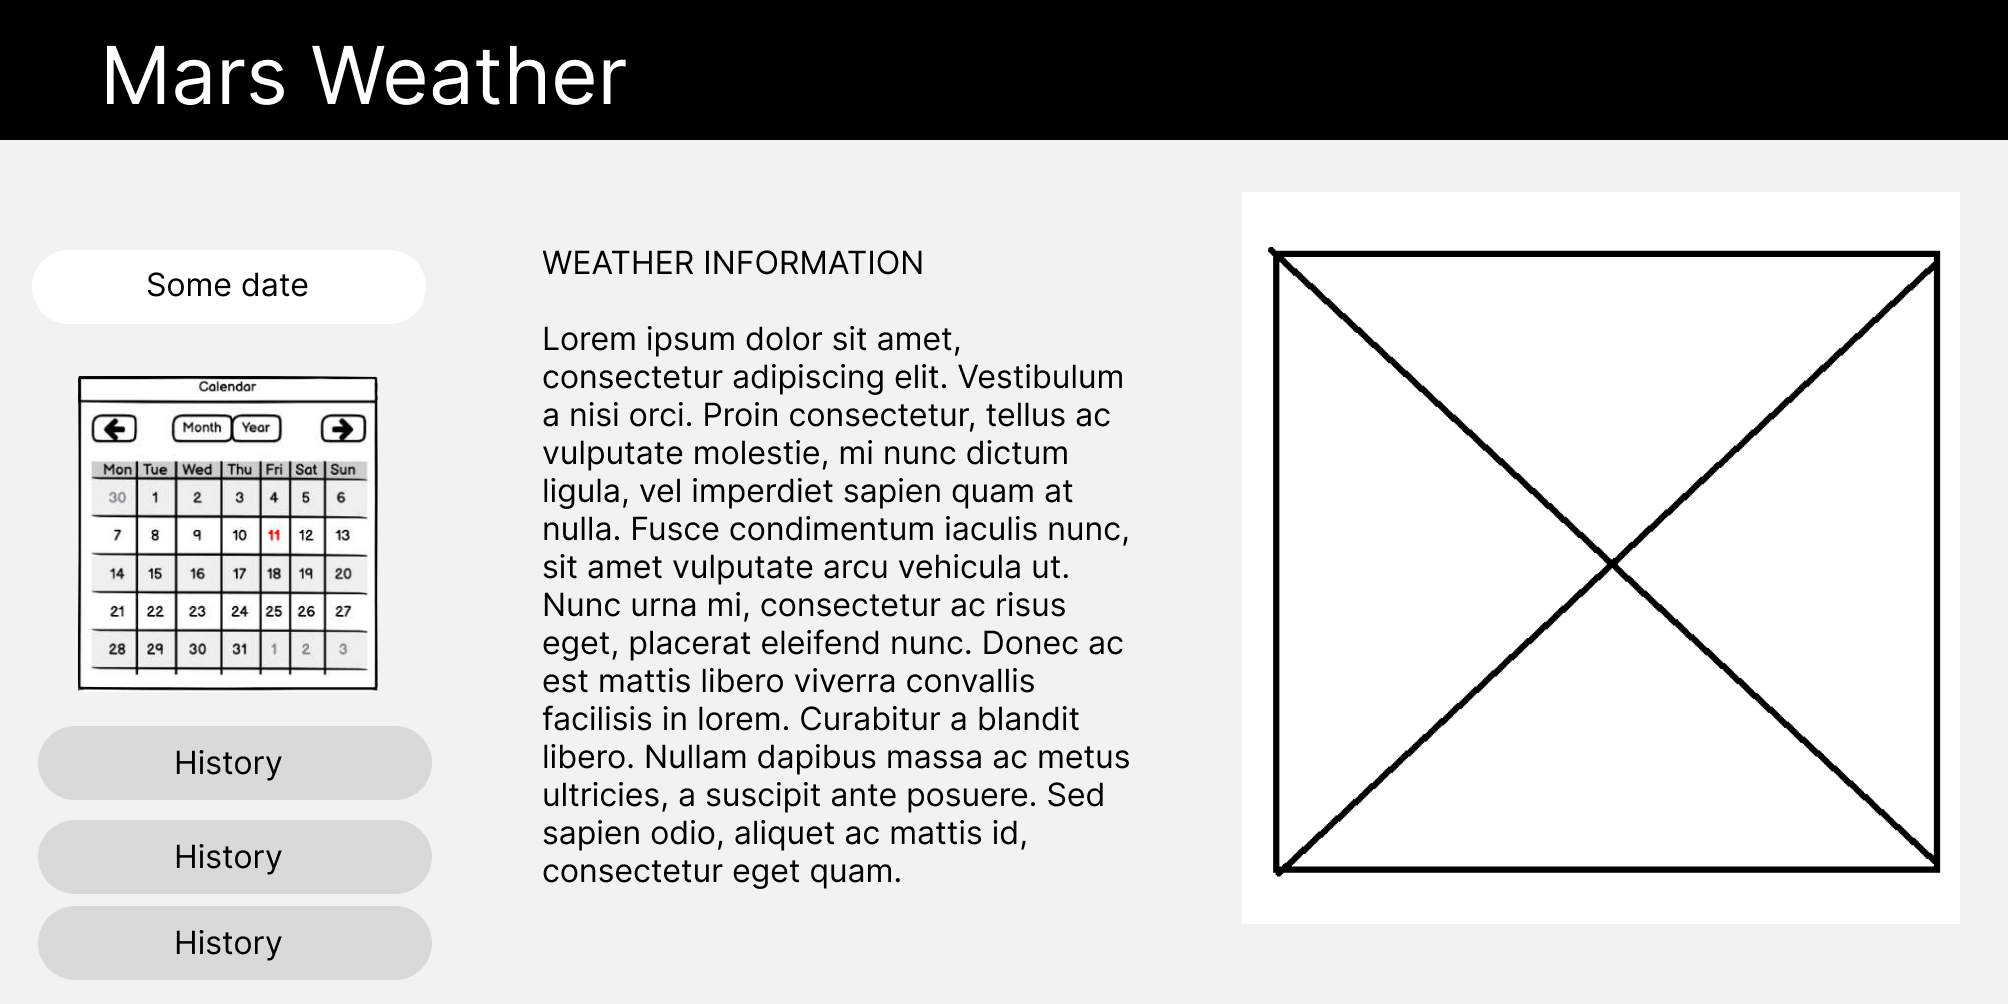 Mars Weather
Some date
Calendar
Month Year
Mon Tue Wed Thu Fri Sat Sun
30 1 2 3 4 5 6
7 8 9 10 11 12 13
14 15 16 17 18 19 20
21 22 23 24 25 26 27
28 29 30 31 1 2 3
History
History
History
WEATHER INFORMATION
Lorem ipsum dolor sit amet,
consectetur adipiscing elit. Vestibulum
a nisi orci. Proin consectetur, tellus ac
vulputate molestie, mi nunc dictum
ligula, vel imperdiet sapien quam at
nulla. Fusce condimentum iaculis nunc,
sit amet vulputate arcu vehicula ut.
Nunc urna mi, consectetur ac risus
eget, placerat eleifend nunc. Donec ac
est mattis libero viverra convallis
facilisis in lorem. Curabitur a blandit
libero. Nullam dapibus massa ac metus
ultricies, a suscipit ante posuere. Sed
sapien odio, aliquet ac mattis id,
consectetur eget quam.